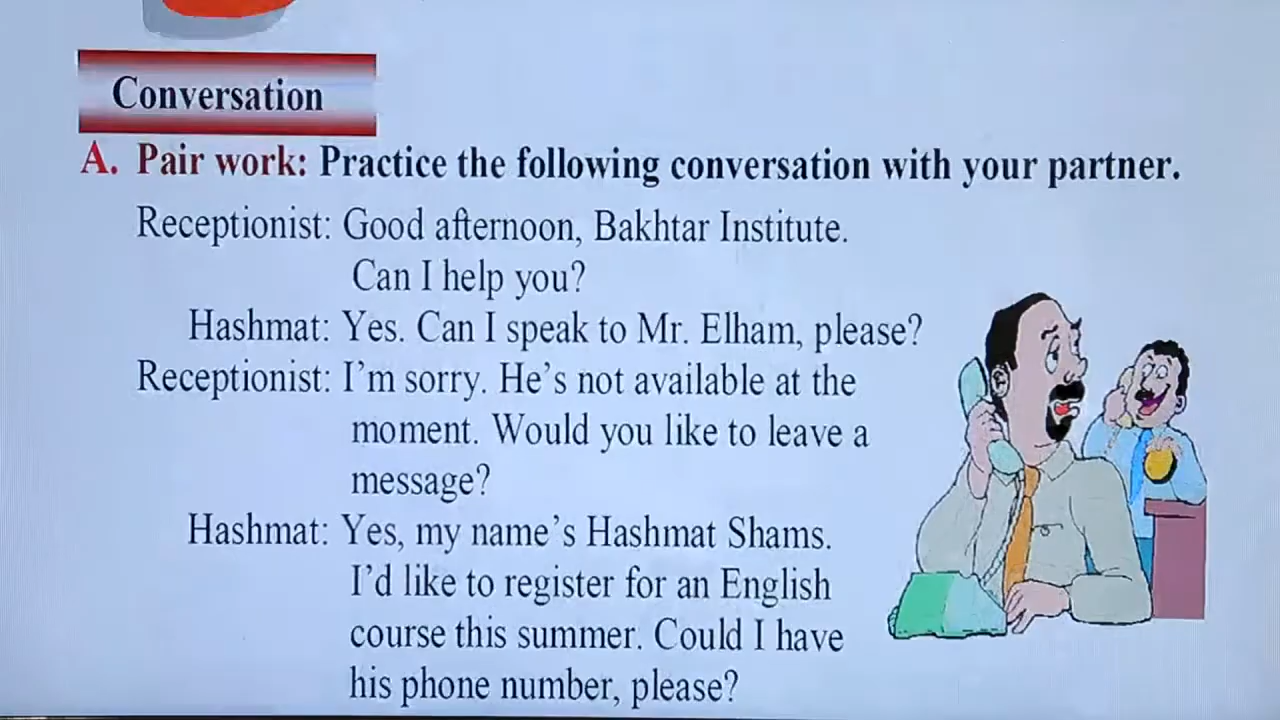 Conversation
A. Pair work: Practice the following conversation with your partner.
Receptionist: Good afternoon, Bakhtar Institute.
Can I help you?
Hashmat: Yes. Can I speak to Mr. Elham, please?
Receptionist: I'm sorry. He's not available at the
moment. Would you like to leave a
message?
Hashmat: Yes, my name's Hashmat Shams.
I'd like to register for an English
course this summer. Could I have
his phone number, please?